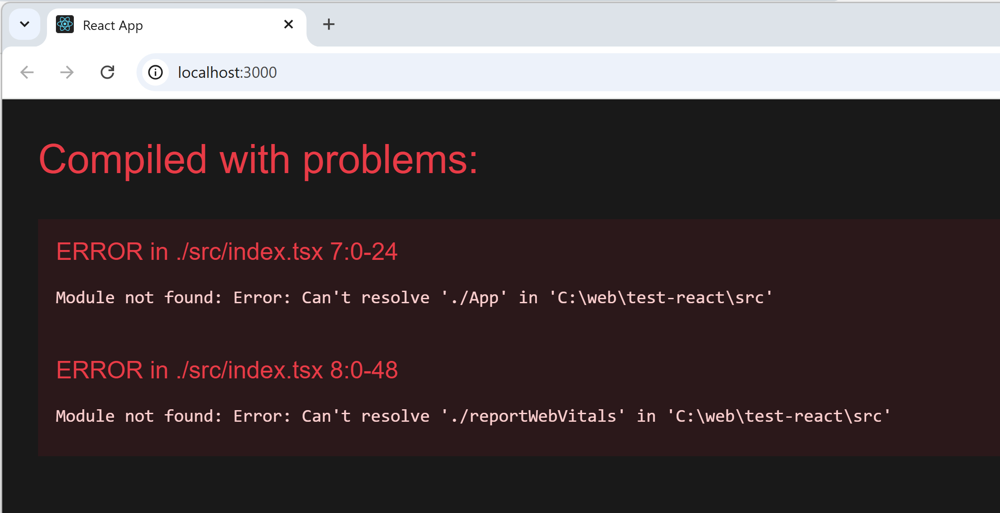 React App
localhost:3000
Compiled with problems:
ERROR in ./src/index.tsx 7:0-24
Module not found: Error: Can't resolve './App' in 'C:\web\test-react\src'
ERROR in ./src/index.tsx 8:0-48
Module not found: Error: Can't resolve './reportWebVitals' in 'C:\web\test-react\src'